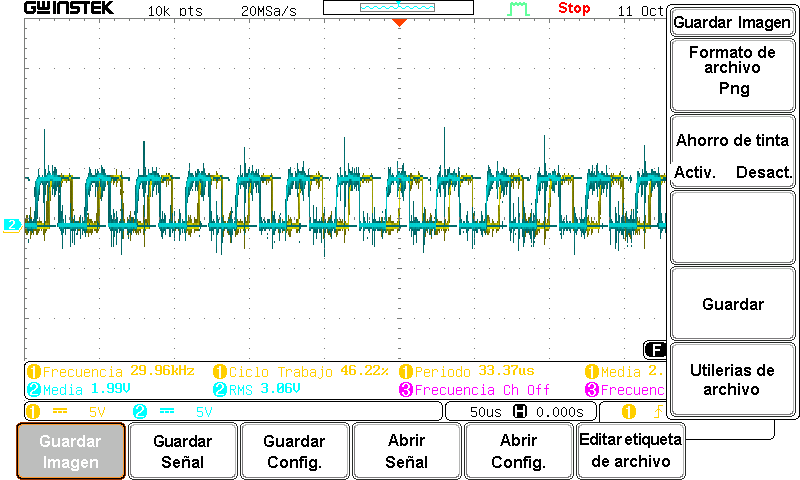 GWINSTEK 10k pts 20MSa/s Stop 11 Oct
Guardar Imagen
Formato de
archivo
Png
Ahorro de tinta
Activ. Desact.
2
Guardar
F
Utilerias de
archivo
1 Frecuencia 29.96kHz 1 Ciclo Trabajo 46.22% 1 Periodo 33.37us 1 Media 2.
2 Media 1.99V 2 RMS 3.06V 3 Frecuencia Ch Off 3 Frecuenc
1 5V 2 5V 50us H 0.000s 1
Guardar
Imagen
Guardar
Señal
Guardar
Config.
Abrir
Señal
Abrir
Config.
Editar etiqueta
de archivo